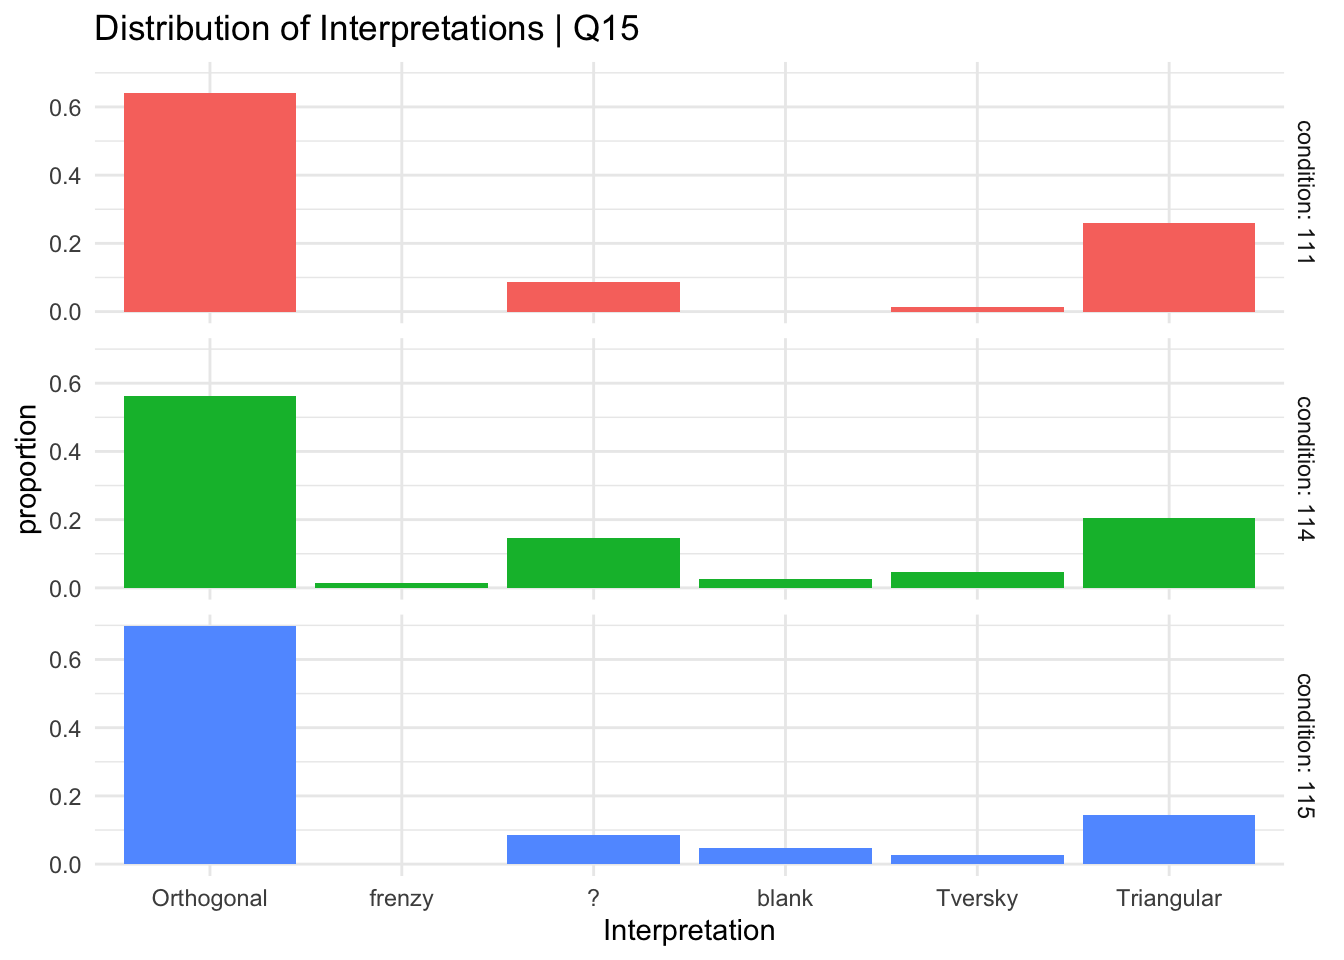 Distribution of Interpretations | Q15
0.6
0.4
0.2
0.0
condition: 111
0.6
0.4
0.2
0.0
condition: 114
0.6
0.4
0.2
0.0
condition: 115
proportion
Orthogonal frenzy ? blank Tversky Triangular
Interpretation